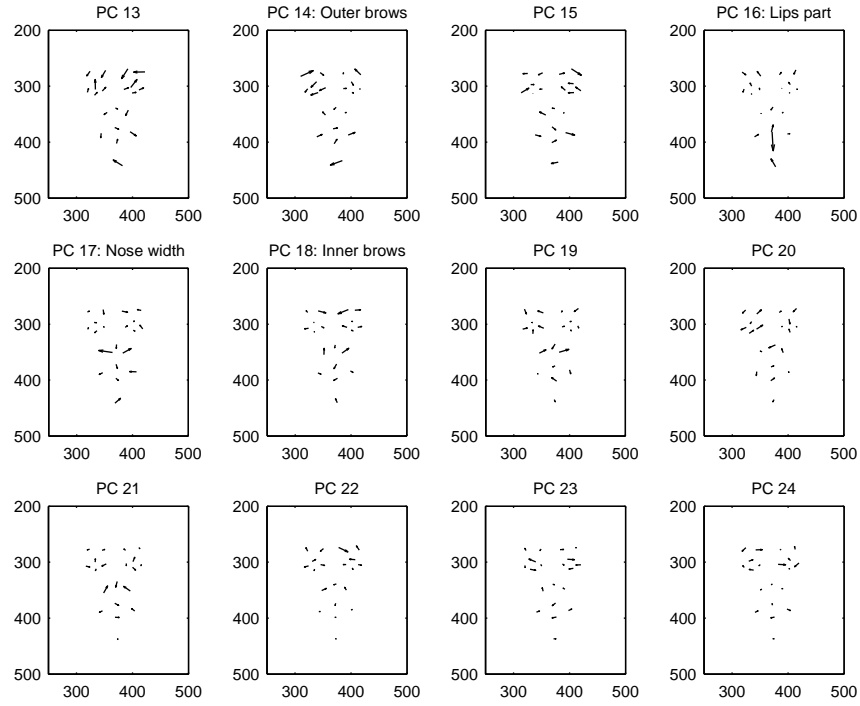 PC 13
PC 14: Outer brows
PC 15
PC 16: Lips part
200 200 200 200
300 300 300 300
400 400 400 400
500 500 500 500
300 400 500 300 400 500 300 400 500 300 400 500
PC 17: Nose width
PC 18: Inner brows
PC 19
PC 20
200 200 200 200
300 300 300 300
400 400 400 400
500 500 500 500
300 400 500 300 400 500 300 400 500 300 400 500
PC 21
PC 22
PC 23
PC 24
200 200 200 200
300 300 300 300
400 400 400 400
500 500 500 500
300 400 500 300 400 500 300 400 500 300 400 500